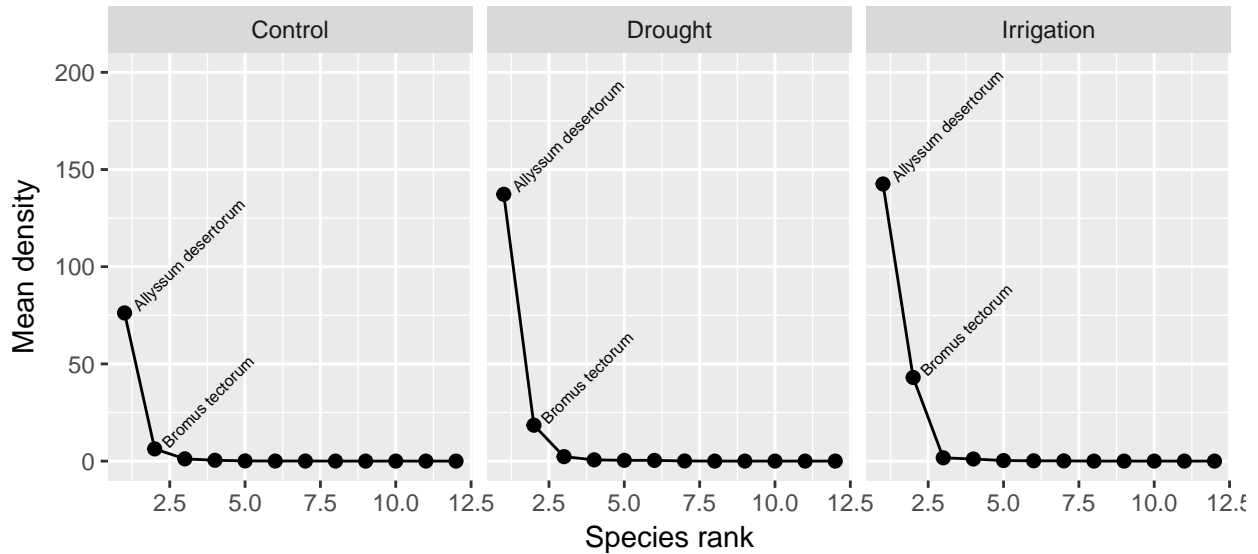 Control
Drought
Irrigation
Mean density
200
150
100
50
0
Allyssum desertorum
Bromus tectorum
Allyssum desertorum
Bromus tectorum
Allyssum desertorum
Bromus tectorum
2.5 5.0 7.5 10.0 12.5
2.5 5.0 7.5 10.0 12.5
2.5 5.0 7.5 10.0 12.5
Species rank